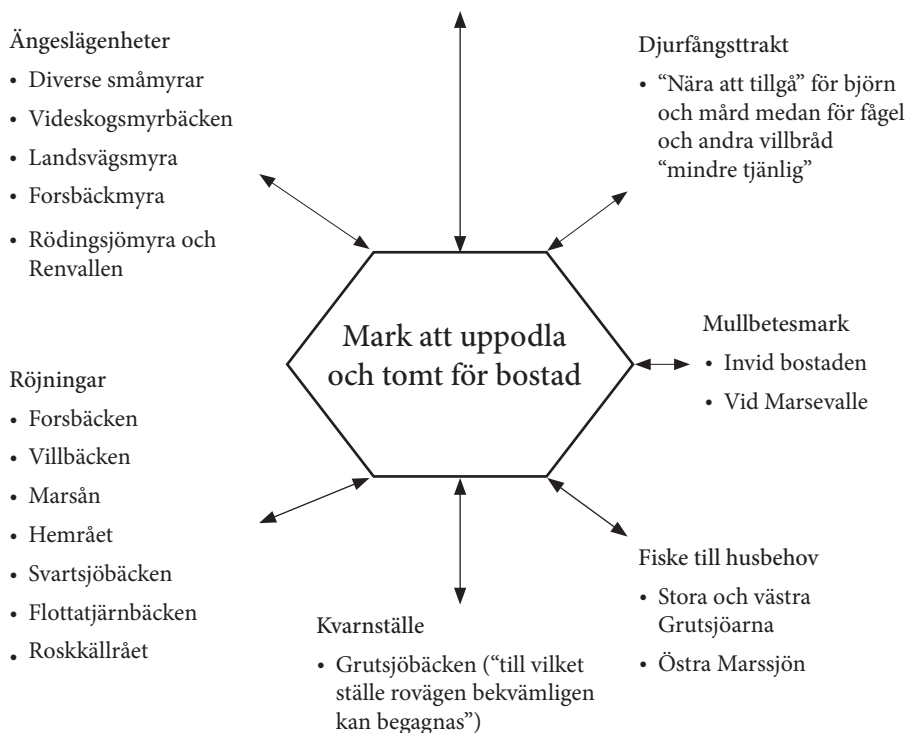 Ängeslägenheter
• Diverse småmyrar
• Videskogsmyrbäcken
• Landsvägsmyra
• Forsbäckmyra
• Rödingsjömyra och
Renvallen
Djurfångsttrakt
• “Nära att tillgå” för björn
och mård medan för fågel
och andra villbråd
“mindre tjänlig”
Mark att uppodla
och tomt för bostad
Mullbetesmark
• Invid bostaden
• Vid Marsevalle
Röjningar
• Forsbäcken
• Villbäcken
• Marsån
• Hemrået
• Svartsjöbäcken
• Flottatjärnbäcken
• Roskkällrået
Kvarnställe
• Grutsjöbäcken (“till vilket
ställe rovägen bekvämligen
kan begagnas”)
Fiske till husbehov
• Stora och västra
Grutsjöarna
• Östra Marssjön